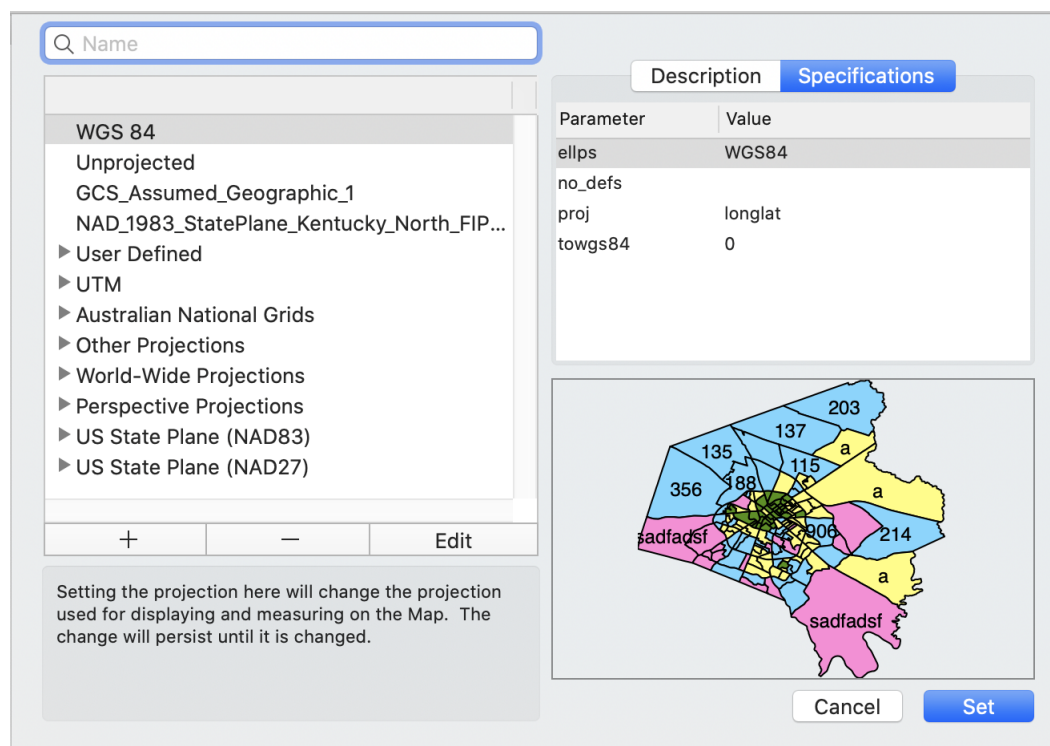 Name
WGS 84
Unprojected
GCS_Assumed_Geographic_1
NAD_1983_StatePlane_Kentucky_North_FIP...
User Defined
UTM
Australian National Grids
Other Projections
World-Wide Projections
Perspective Projections
US State Plane (NAD83)
US State Plane (NAD27)
+ − Edit
Setting the projection here will change the projection
used for displaying and measuring on the Map. The
change will persist until it is changed.
Description Specifications
Parameter Value
ellps WGS84
no_defs
proj longlat
towgs84 0
203
137
135 a
115
356 188 a
sadfadsf 906 214
a
sadfadsf
Cancel Set